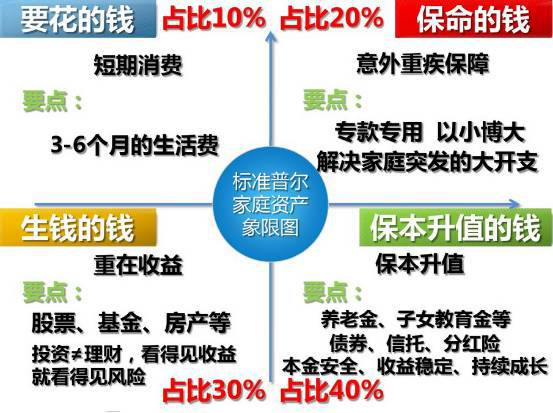 要花的钱
占比10%
短期消费
要点：
3-6个月的生活费
占比20%
保命的钱
意外重疾保障
要点：
专款专用 以小博大
解决家庭突发的大开支
标准普尔
家庭资产
象限图
生钱的钱
重在收益
要点：
股票、基金、房产等
投资≠理财，看得见收益
就看得见风险
占比30%
保本升值的钱
保本升值
要点：
养老金、子女教育金等
债券、信托、分红险
本金安全、收益稳定、持续成长
占比40%